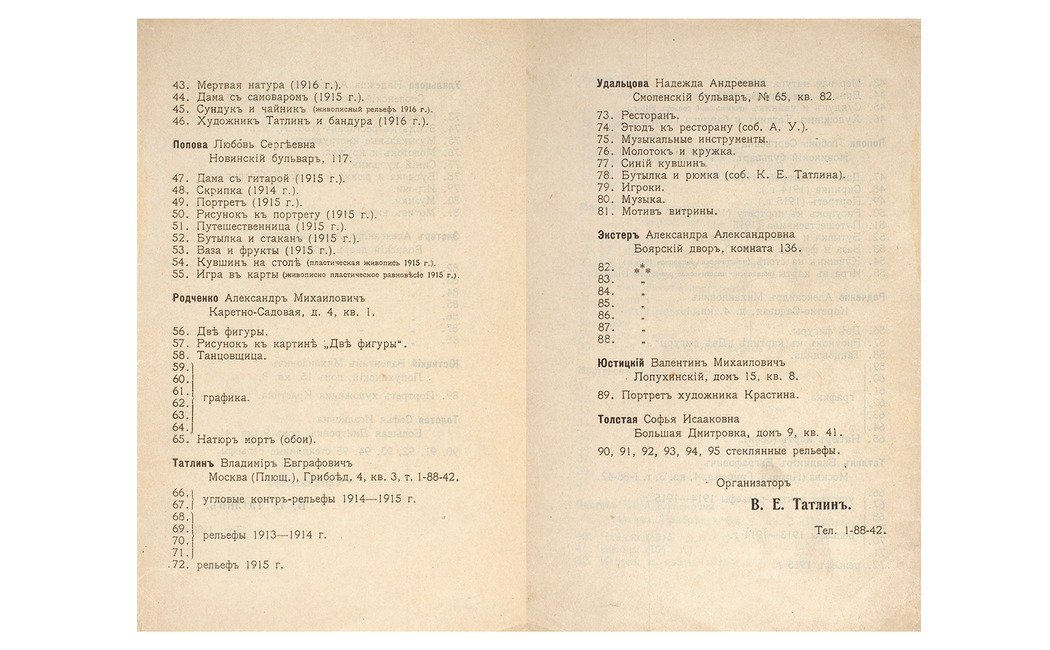 43. Мертвая натура (1916 г.).
44. Дама съ самоваромъ (1915 г.).
45. Сундукъ и чайник (живописный рельефъ 1916 г.).
46. Художникъ Татлинъ и бандура (1916 г.).
Попова Любовь Сергѣевна
Новинскій бульваръ, 117.
47. Дама съ гитарой (1915 г.).
48. Скрипка (1914 г.).
49. Портретъ (1915 г.).
50. Рисунокъ къ портрету (1915 г.).
51. Путешественница (1915 г.).
52. Бутылка и стаканъ (1915 г.).
53. Ваза и фрукты (1915 г.).
54. Кувшинъ на столѣ (пластическая живопись 1915 г.).
55. Игра въ карты (живописно пластическое равновѣсіе 1915 г.).
Родченко Александръ Михаиловичъ
Каретно-Садовая, д. 4, кв. 1.
56. Двѣ фигуры.
57. Рисунокъ къ картинѣ „Двѣ фигуры“.
58. Танцовщица.
59.
60.
61.
62. графика.
63.
64.
65. Натюръ мортъ (обои).
Татлинъ Владиміръ Евграфовичъ
Москва (Плющ.), Грибоѣд. 4, кв. 3, т. 1-88-42.
66.
67. угловые контръ-рельефы 1914—1915 г.
68.
69.
70. рельефы 1913—1914 г.
71.
72. рельефъ 1915 г.
Удальцова Надежда Андреевна
Смоленскій бульваръ, № 65, кв. 82.
73. Ресторанъ.
74. Этюдъ къ ресторану (соб. А. У.).
75. Музыкальные инструменты.
76. Молотокъ и кружка.
77. Синій кувшинъ.
78. Бутылка и рюмка (соб. К. Е. Татлина).
79. Игроки.
80. Музыка.
81. Мотивъ витрины.
Экстеръ Александра Александровна
Боярскій дворъ, комната 136.
82. ***
83. „
84. „
85. „
86. „
87. „
88. „
Юстицкій Валентинъ Михаиловичъ
Лопухинскій, домъ 15, кв. 8.
89. Портретъ художника Крастина.
Толстая Софья Исааковна
Большая Дмитровка, домъ 9, кв. 41.
90, 91, 92, 93, 94, 95 стеклянные рельефы.
Организаторъ
В. Е. Татлинъ.
Тел. 1-88-42.